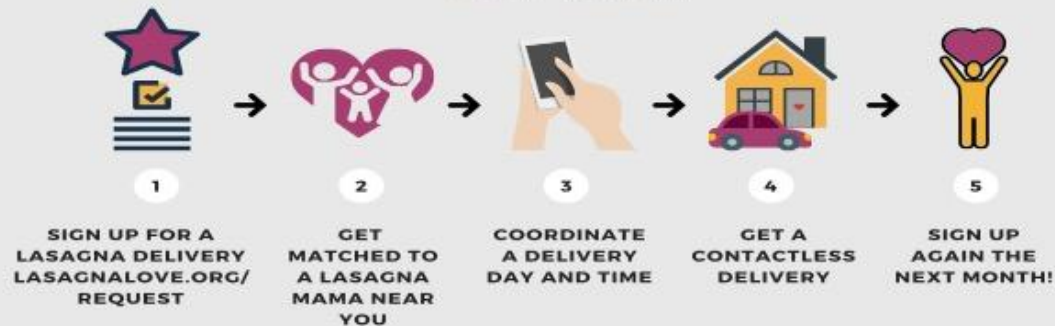 1
SIGN UP FOR A
LASAGNA DELIVERY
LASAGNALOVE.ORG/
REQUEST
2
GET
MATCHED TO
A LASAGNA
MAMA NEAR
YOU
3
COORDINATE
A DELIVERY
DAY AND TIME
4
GET A
CONTACTLESS
DELIVERY
5
SIGN UP
AGAIN THE
NEXT MONTH!